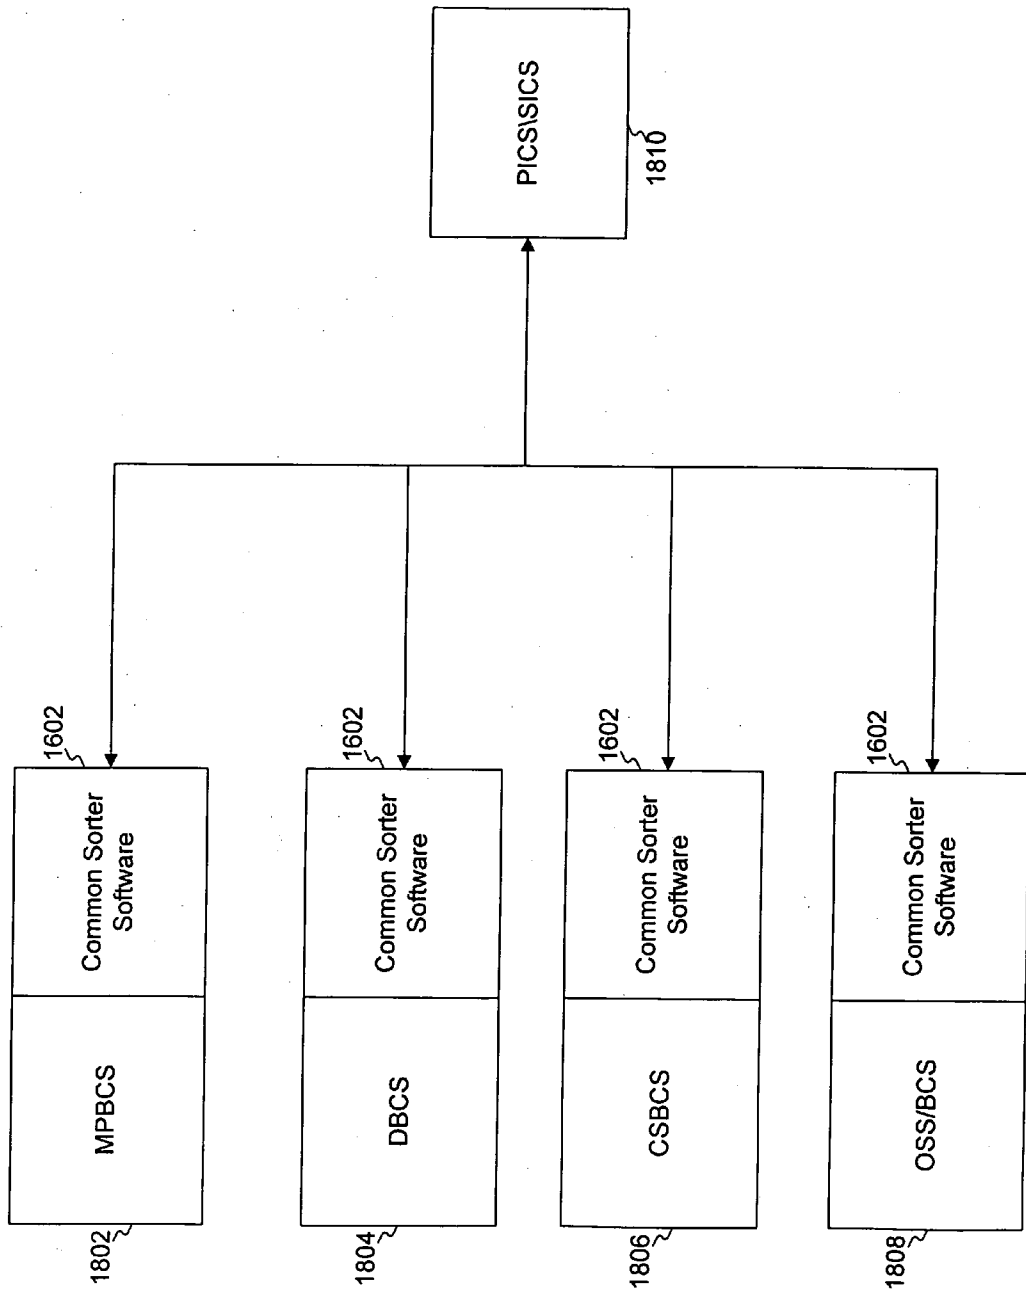 1802
MPBCS
Common Sorter
Software
1602
1804
DBCS
Common Sorter
Software
1602
1806
CSBCS
Common Sorter
Software
1602
1808
OSS/BCS
Common Sorter
Software
1602
PICS\SICS
1810